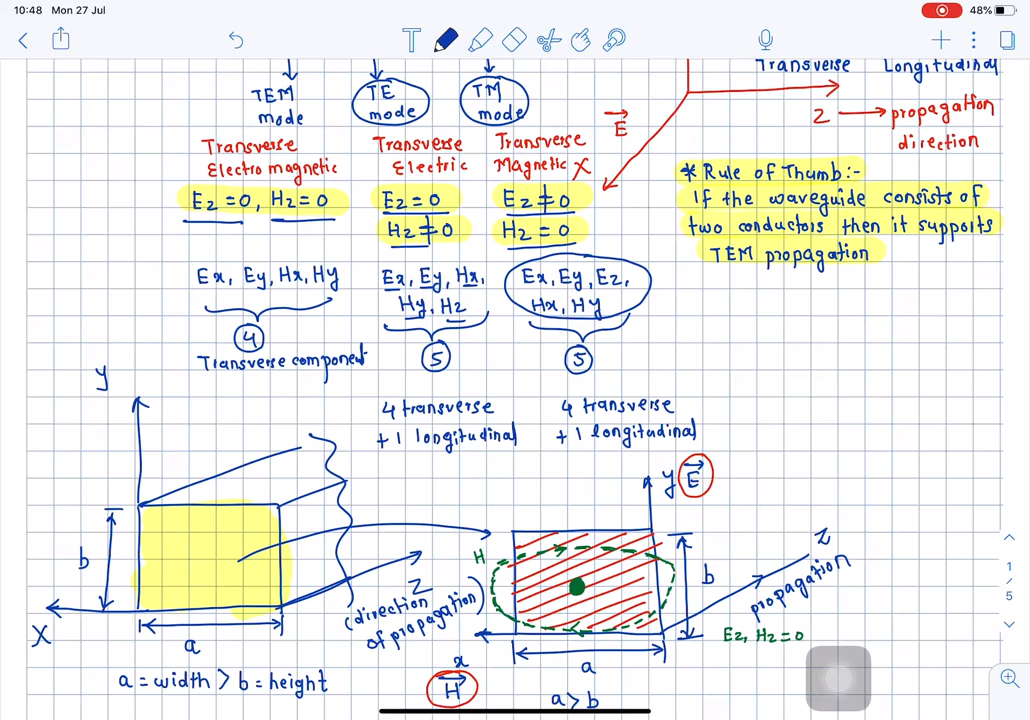 10:48 Mon 27 Jul
48%
T
Transverse Longitudinal
TEM mode
TE mode
TM mode
Transverse
Electro magnetic
Transverse
Electric
Transverse
Magnetic
X
E
Z → propagation
direction
Ez = 0, Hz = 0
Ez = 0
Hz ≠ 0
Ez ≠ 0
Hz = 0
* Rule of Thumb:-
If the waveguide consists of
two conductors then it supports
TEM propagation
Ex, Ey, Hx, Hy
4
Transverse component
Ex, Ey, Hx,
Hy, Hz
5
4 transverse
+ 1 longitudinal
Ex, Ey, Ez,
Hx, Hy
5
4 transverse
+ 1 longitudinal
y
b
X
a
Z
(direction
of propagation)
a = width > b = height
y E
H
b
Z
propagation
Ez, Hz = 0
x
H
a
a > b
1
/
5